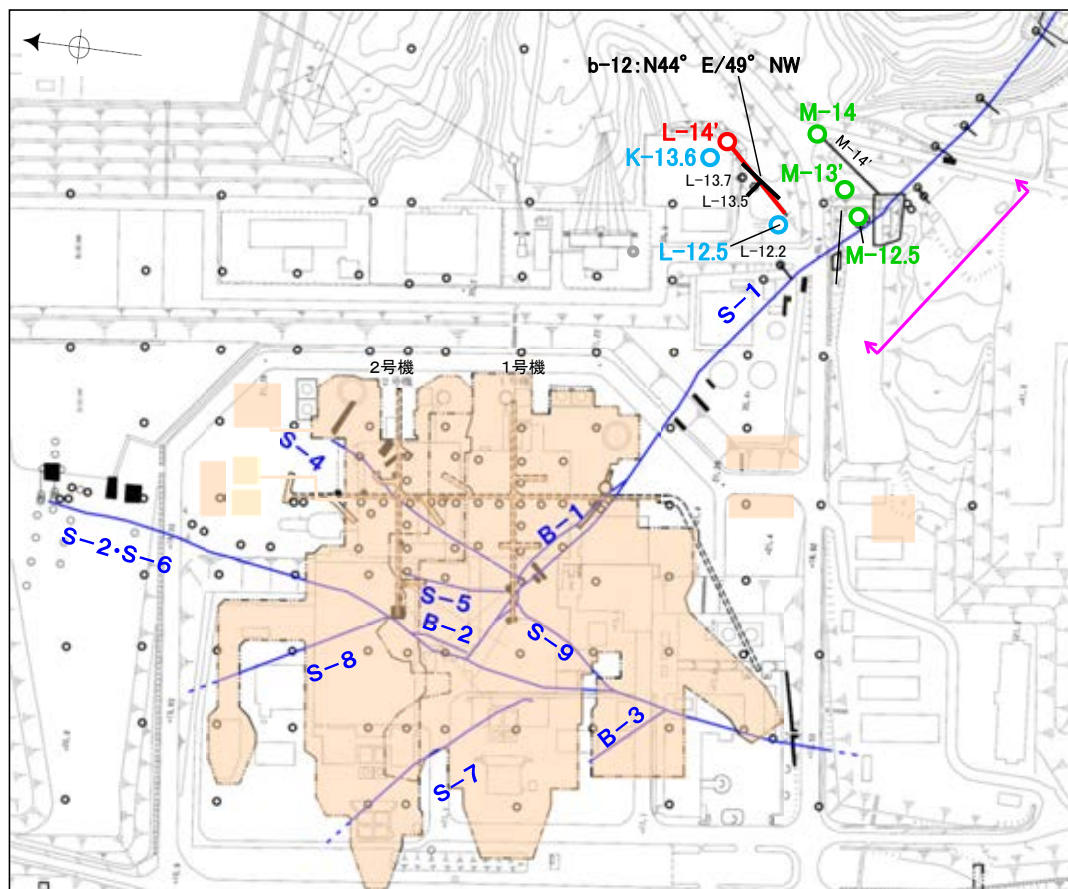 b-12:N44° E/49° NW
L-14'
K-13.6
L-13.7
L-13.5
L-12.5
L-12.2
M-14
M-14'
M-13'
M-12.5
S-1
2号機
1号機
S-4
B-1
S-2・S-6
S-5
B-2
S-9
S-8
B-3
S-7